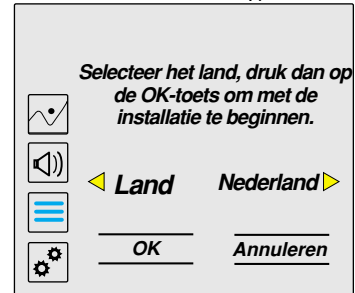 Selecteer het land, druk dan op
de OK-toets om met de
installatie te beginnen.
Land Nederland
OK Annuleren